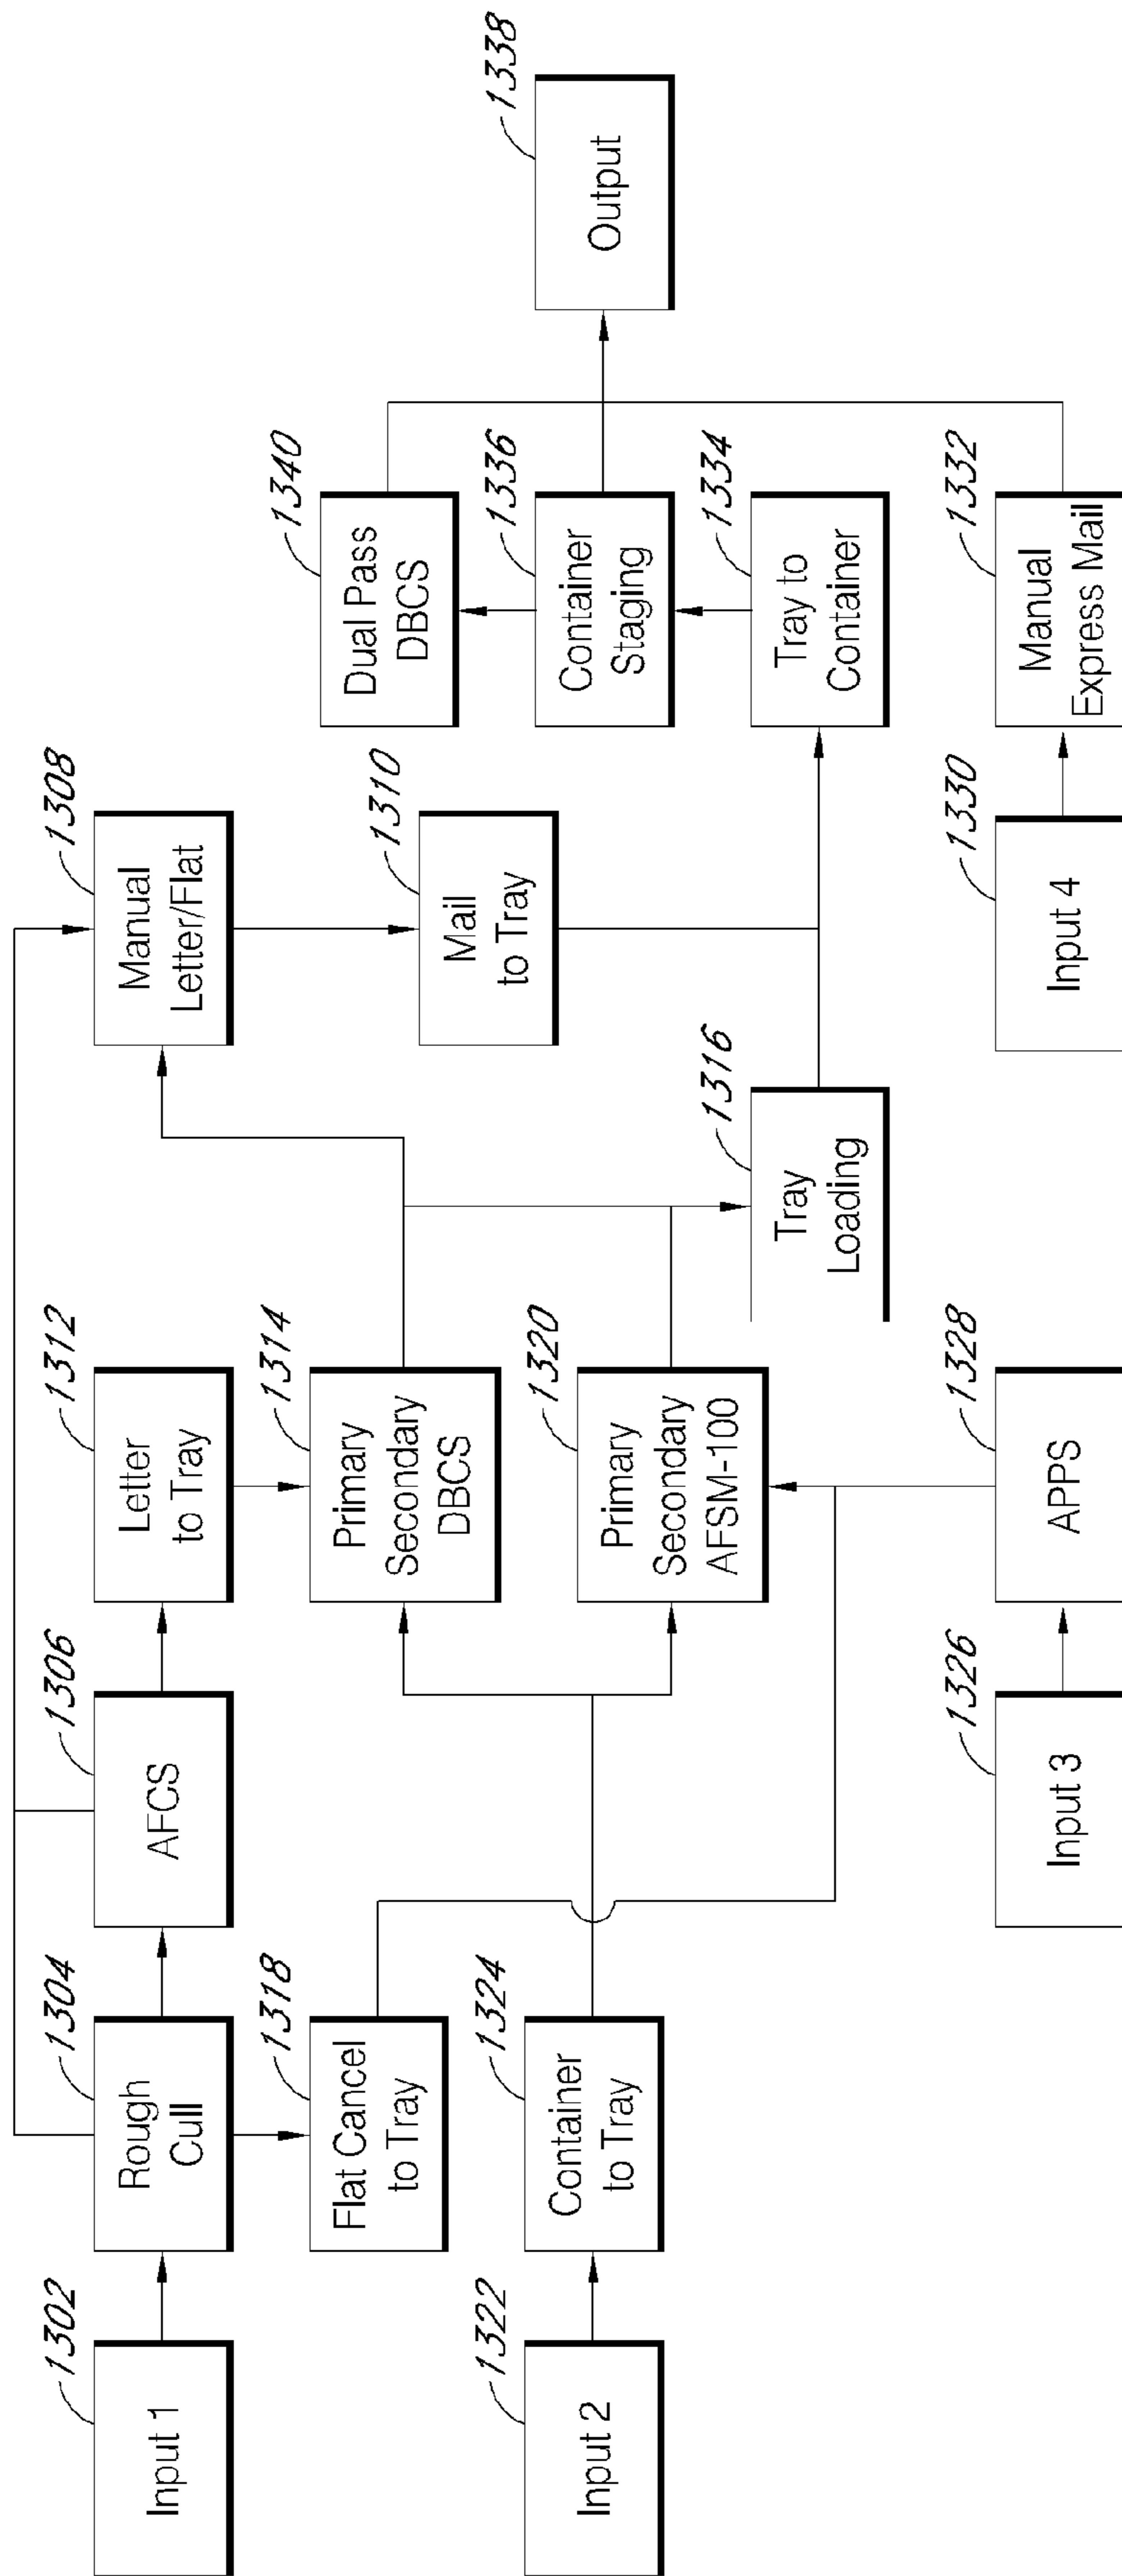 1302
Input 1
1304
Rough
Cull
1306
AFCS
1312
Letter
to Tray
1308
Manual
Letter/Flat
1318
Flat Cancel
to Tray
1314
Primary
Secondary
DBCS
1310
Mail
to Tray
1340
Dual Pass
DBCS
1322
Input 2
1324
Container
to Tray
1320
Primary
Secondary
AFSM-100
1336
Container
Staging
1338
Output
1316
Tray
Loading
1334
Tray to
Container
1326
Input 3
1328
APPS
1330
Input 4
1332
Manual
Express Mail